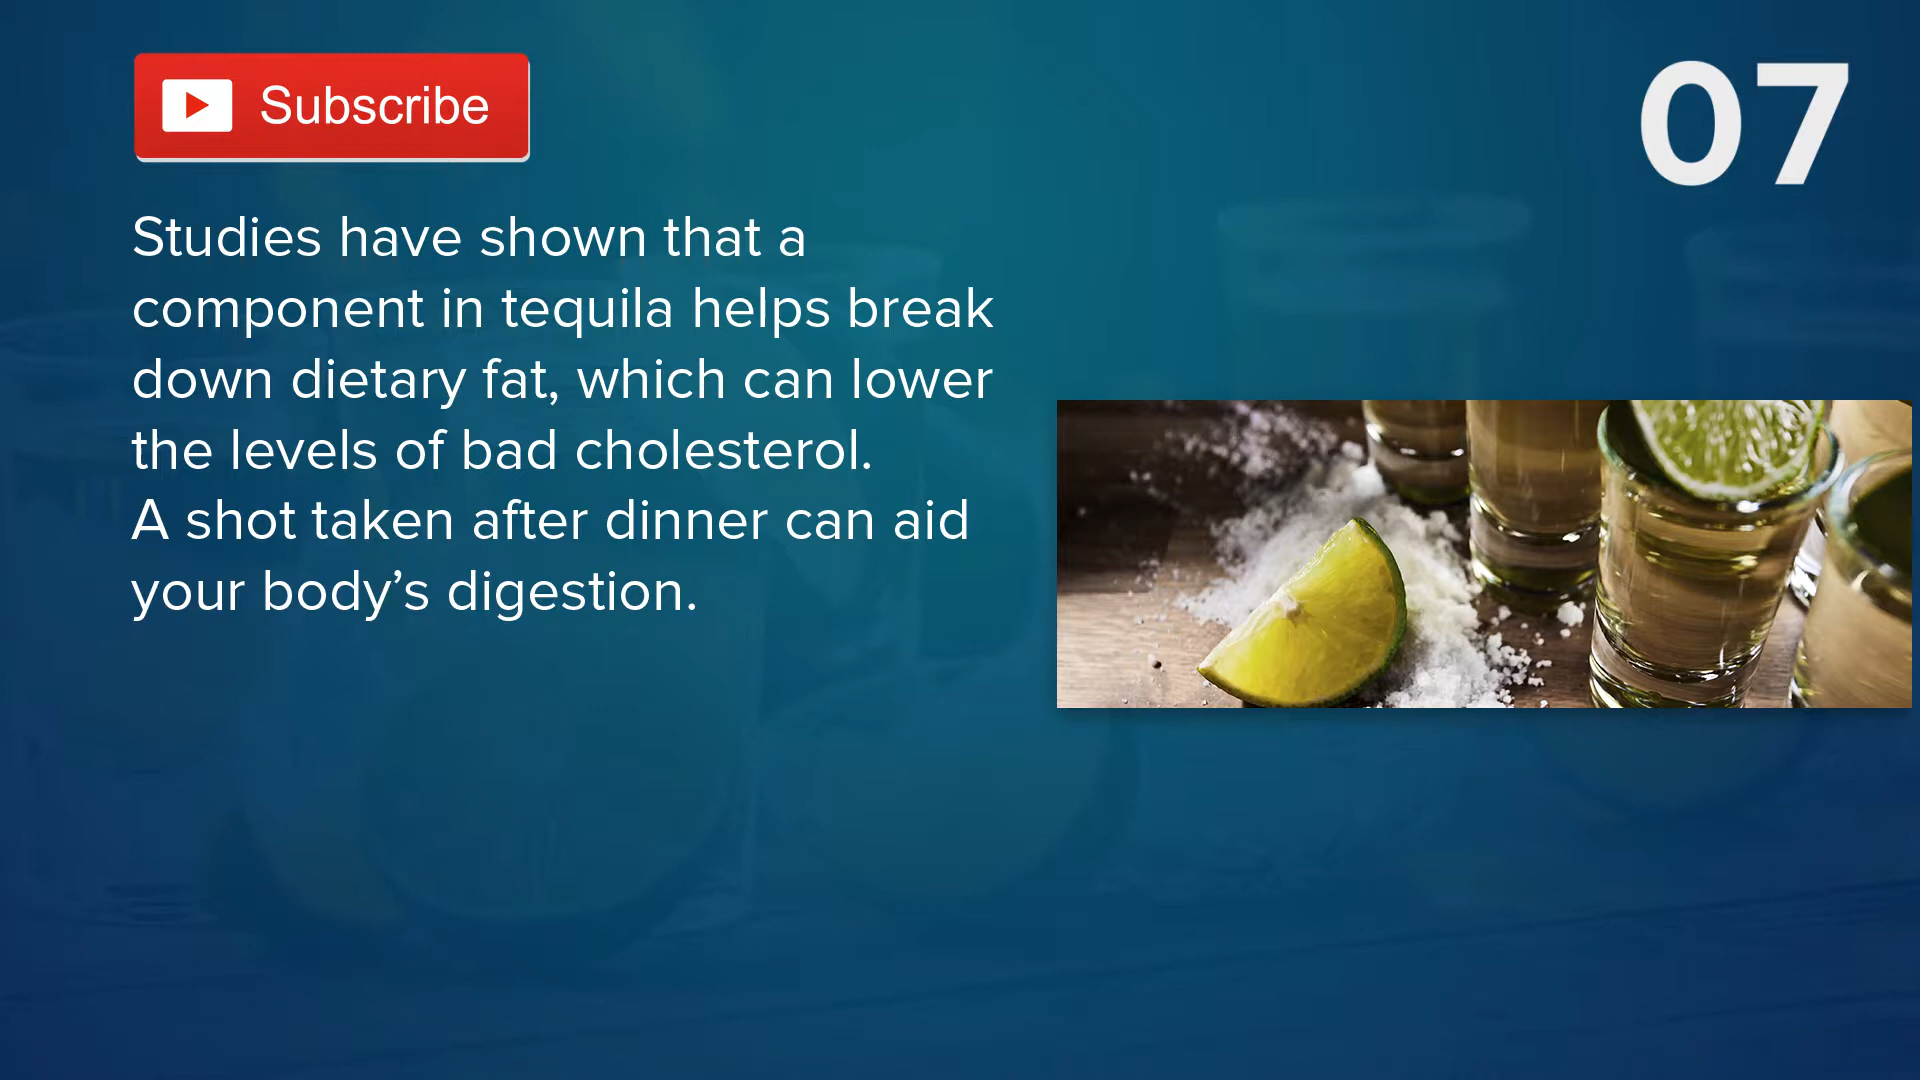 Subscribe
07
Studies have shown that a
component in tequila helps break
down dietary fat, which can lower
the levels of bad cholesterol.
A shot taken after dinner can aid
your body’s digestion.